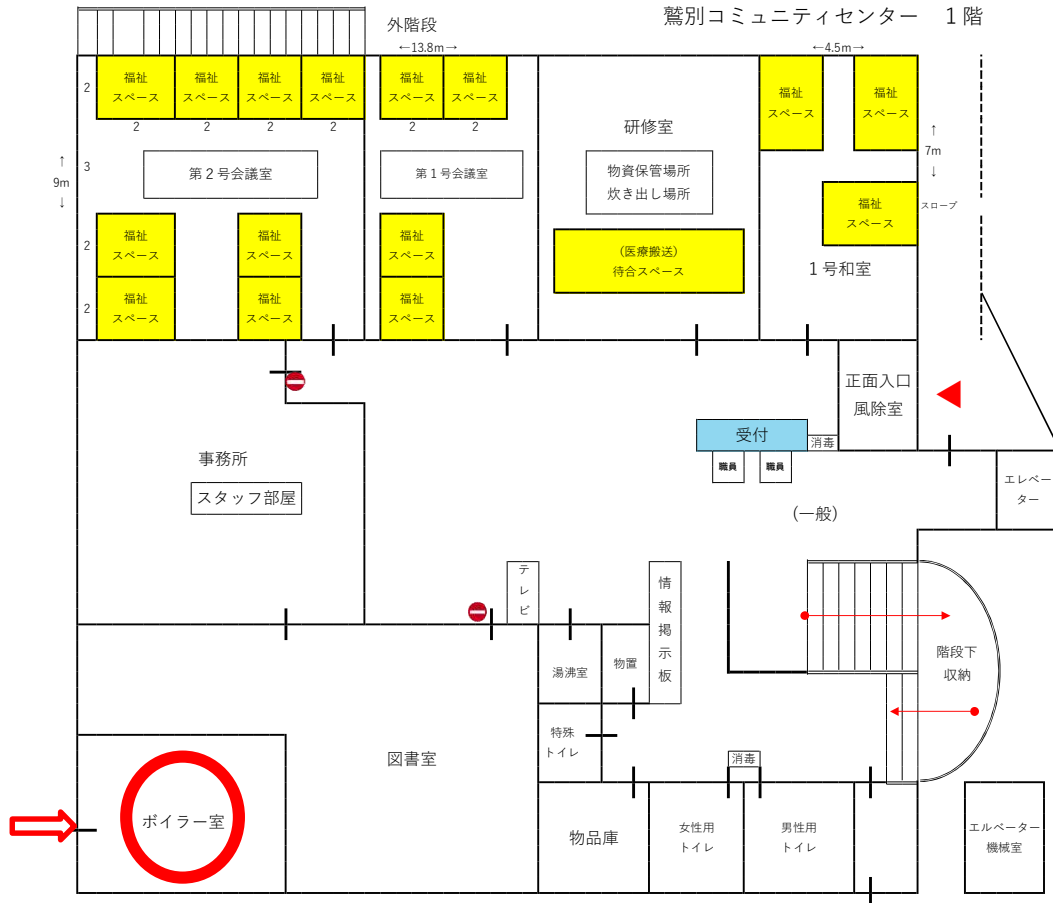 鷲別コミュニティセンター　1階
外階段
←13.8m→
←4.5m→
2
福祉
スペース
福祉
スペース
福祉
スペース
福祉
スペース
福祉
スペース
福祉
スペース
福祉
スペース
福祉
スペース
2
2
2
2
2
2
研修室
↑
7m
↓
↑
9m
↓
3
第2号会議室
第1号会議室
物資保管場所
炊き出し場所
福祉
スペース
スロープ
2
福祉
スペース
福祉
スペース
福祉
スペース
(医療搬送)
待合スペース
1号和室
2
福祉
スペース
福祉
スペース
福祉
スペース
正面入口
風除室
受付
消毒
職員
職員
事務所
スタッフ部屋
エレベー
ター
(一般)
テレビ
情報掲示板
階段下
収納
湯沸室
物置
特殊
トイレ
図書室
消毒
ボイラー室
物品庫
女性用
トイレ
男性用
トイレ
エルベーター
機械室